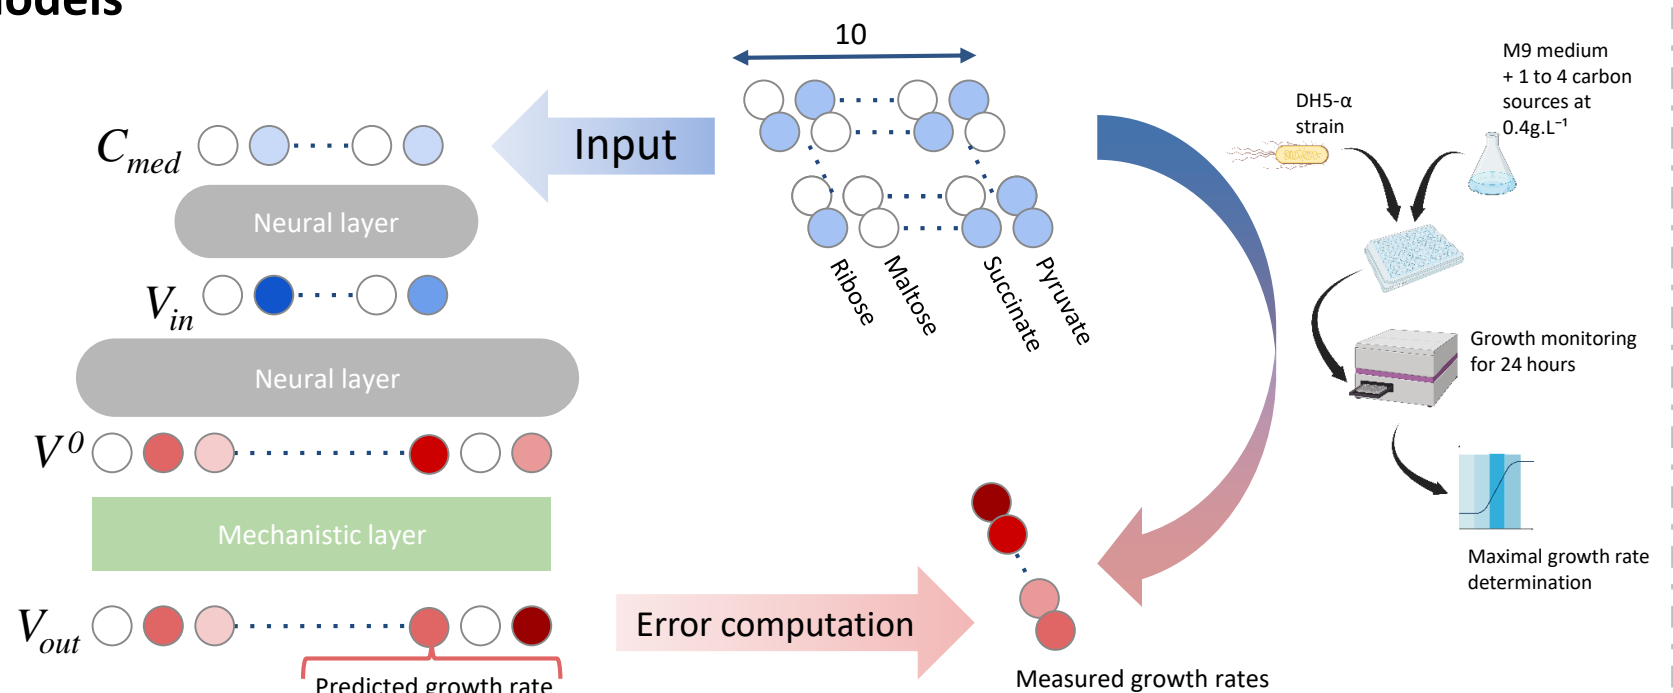 odels
10
Input
C_med
Neural layer
V_in
Neural layer
V^0
Mechanistic layer
V_out
Predicted growth rate
Ribose
Maltose
Succinate
Pyruvate
Error computation
Measured growth rates
DH5-α
strain
M9 medium
+ 1 to 4 carbon
sources at
0.4g.L⁻¹
Growth monitoring
for 24 hours
Maximal growth rate
determination